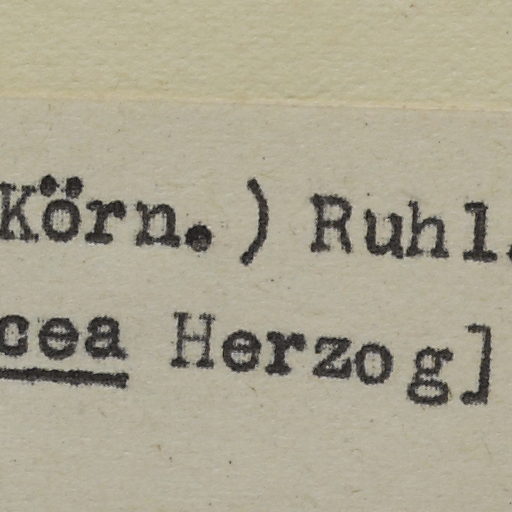 Körn.) Ruhl.
cea Herzog]